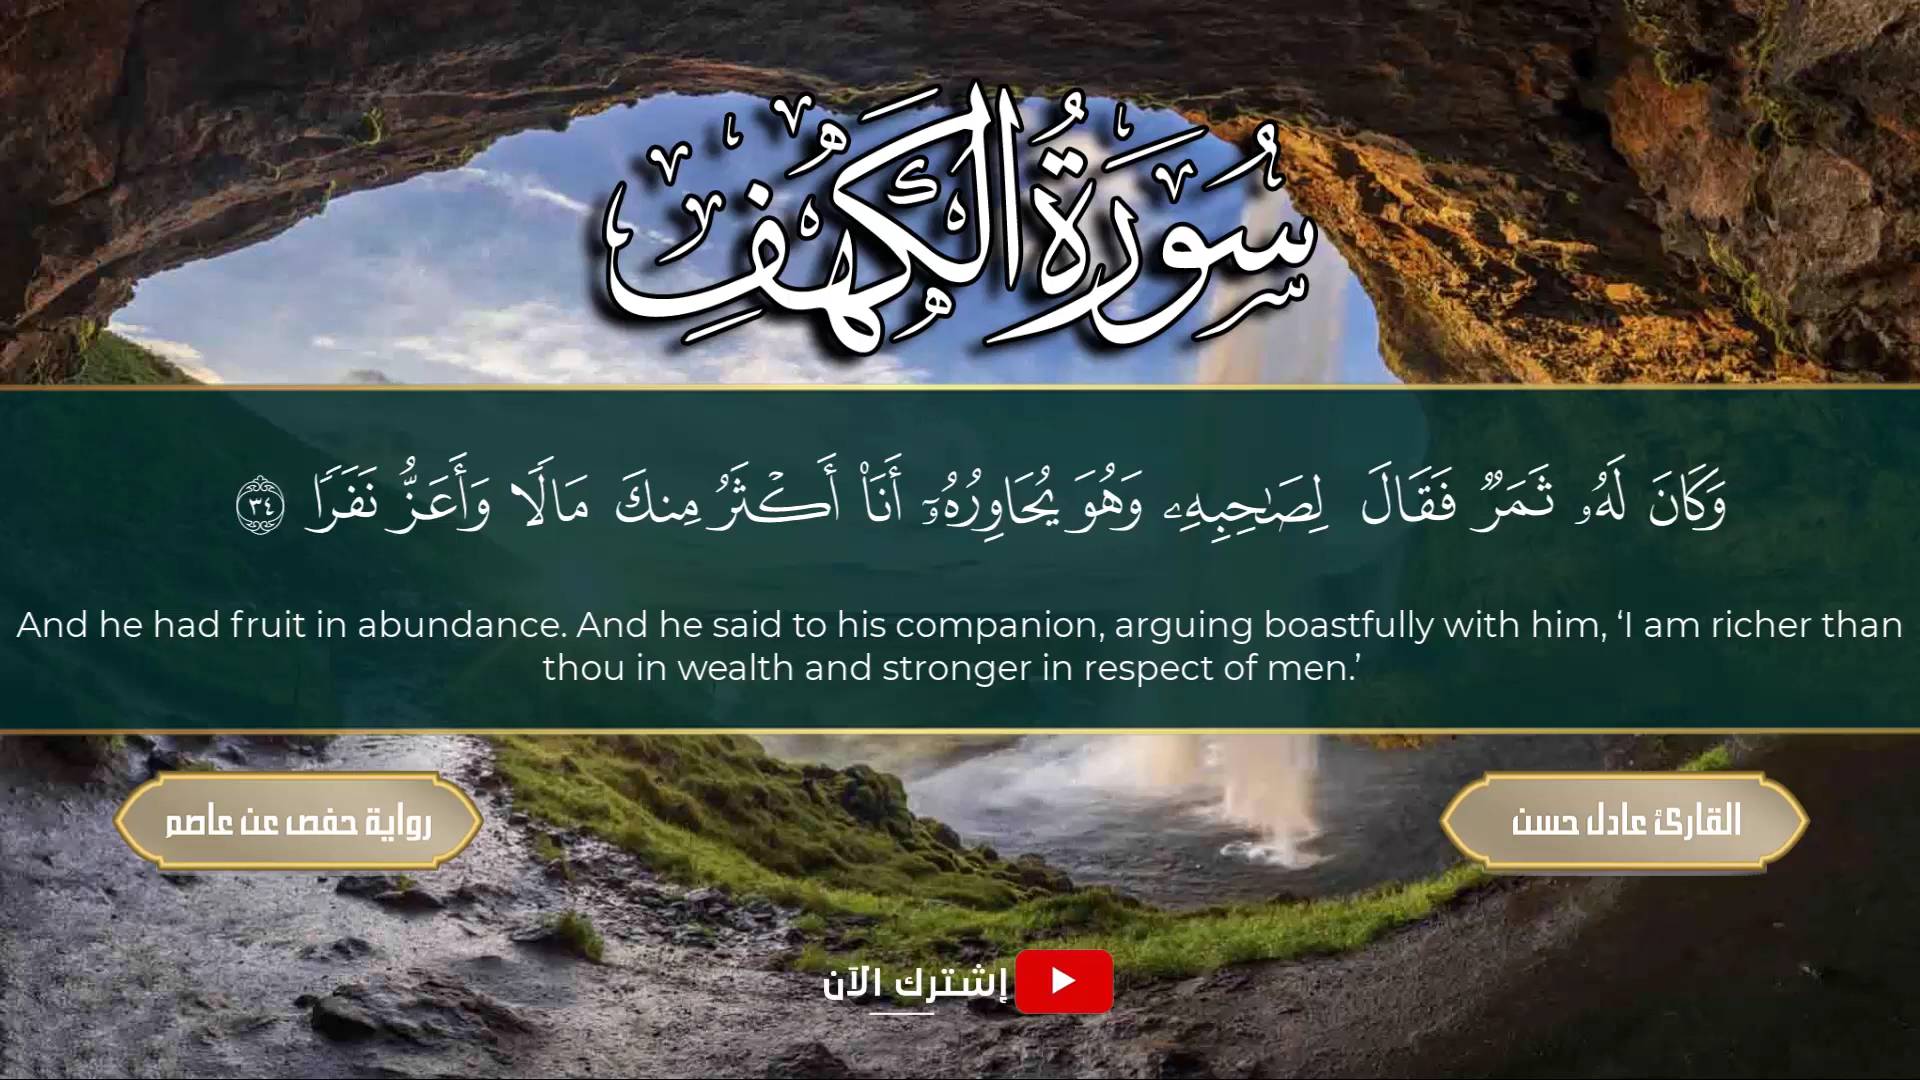 سُورَةُ الْكَهْفِ
وَكَانَ لَهُۥ ثَمَرٌ فَقَالَ لِصَـٰحِبِهِۦ وَهُوَ يُحَاوِرُهُۥٓ أَنَا۠ أَكْثَرُ مِنكَ مَالًا وَأَعَزُّ نَفَرًا ٣٤
And he had fruit in abundance. And he said to his companion, arguing boastfully with him, ‘I am richer than
thou in wealth and stronger in respect of men.’
القارئ عادل حسن
رواية حفص عن عاصم
إشترك الآن